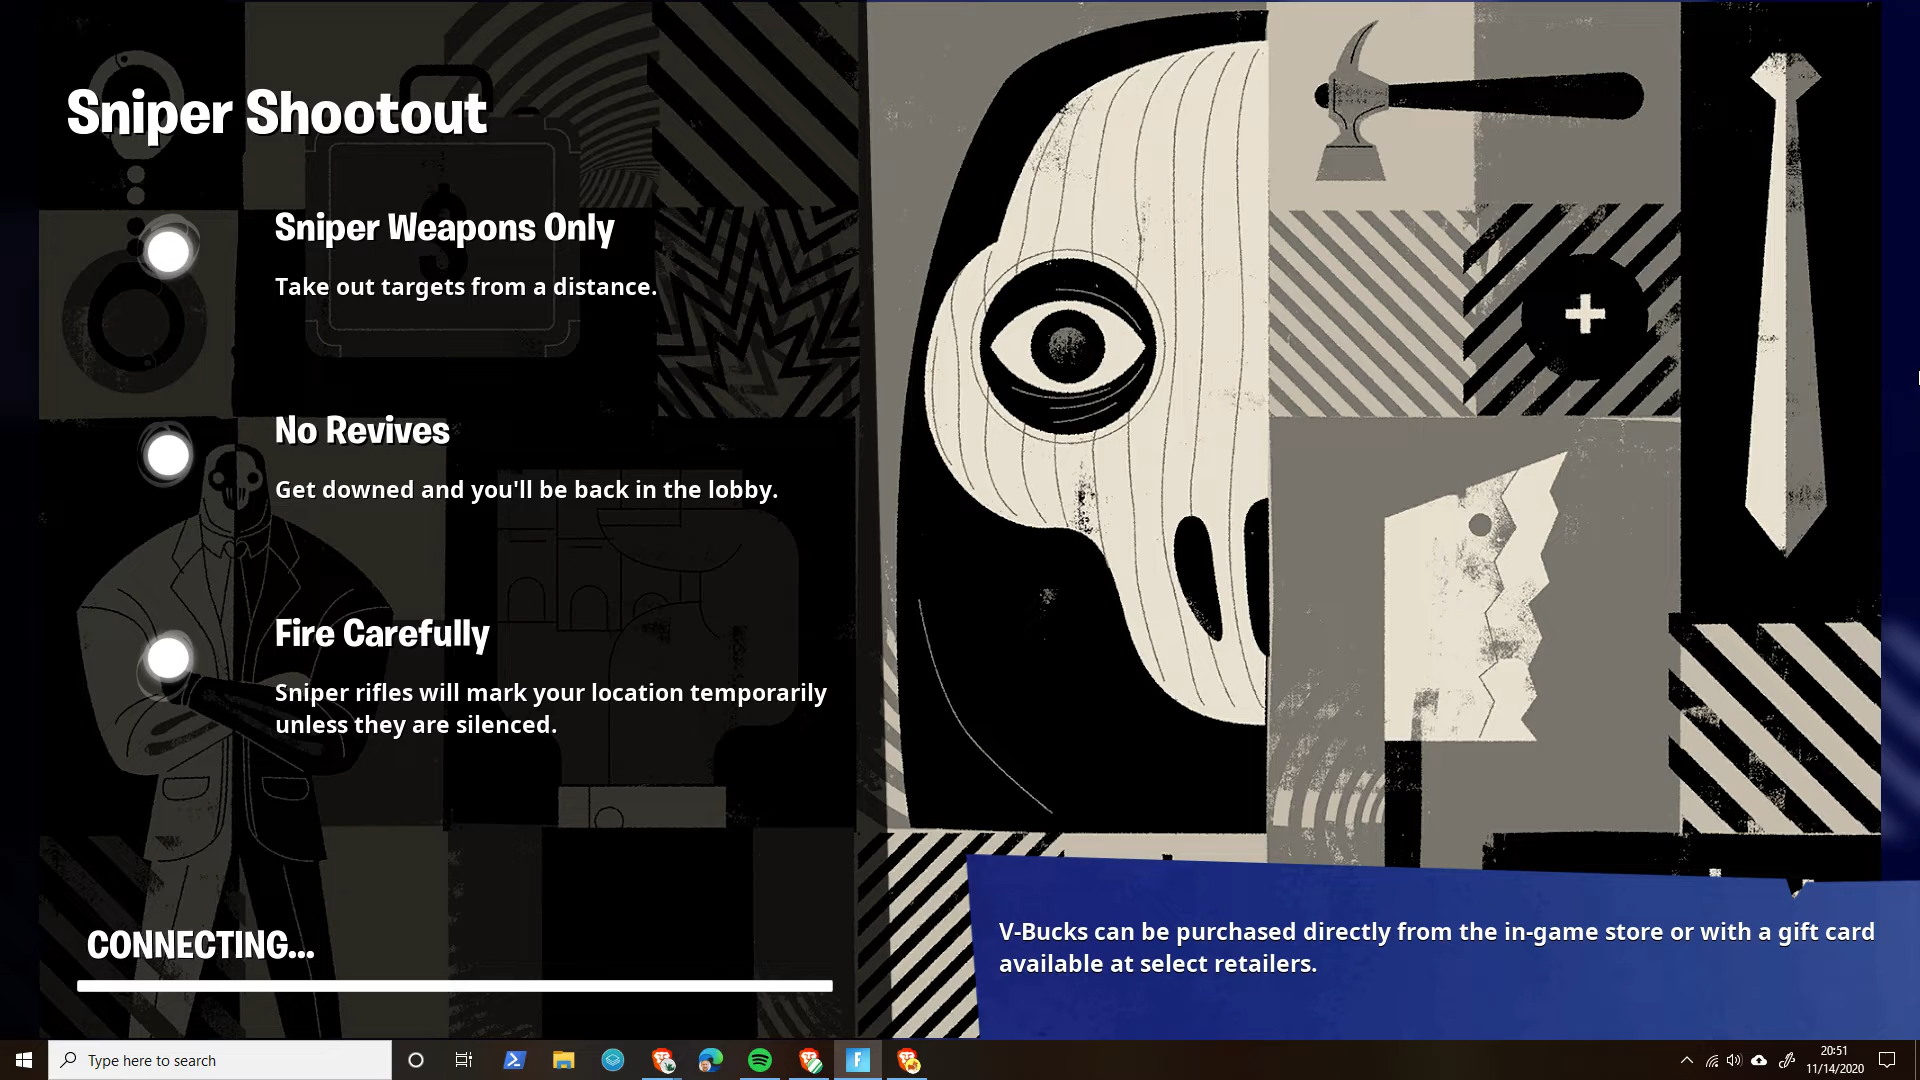 Sniper Shootout
Sniper Weapons Only
Take out targets from a distance.
No Revives
Get downed and you'll be back in the lobby.
Fire Carefully
Sniper rifles will mark your location temporarily
unless they are silenced.
CONNECTING...
V-Bucks can be purchased directly from the in-game store or with a gift card
available at select retailers.
Type here to search
20:51
11/14/2020